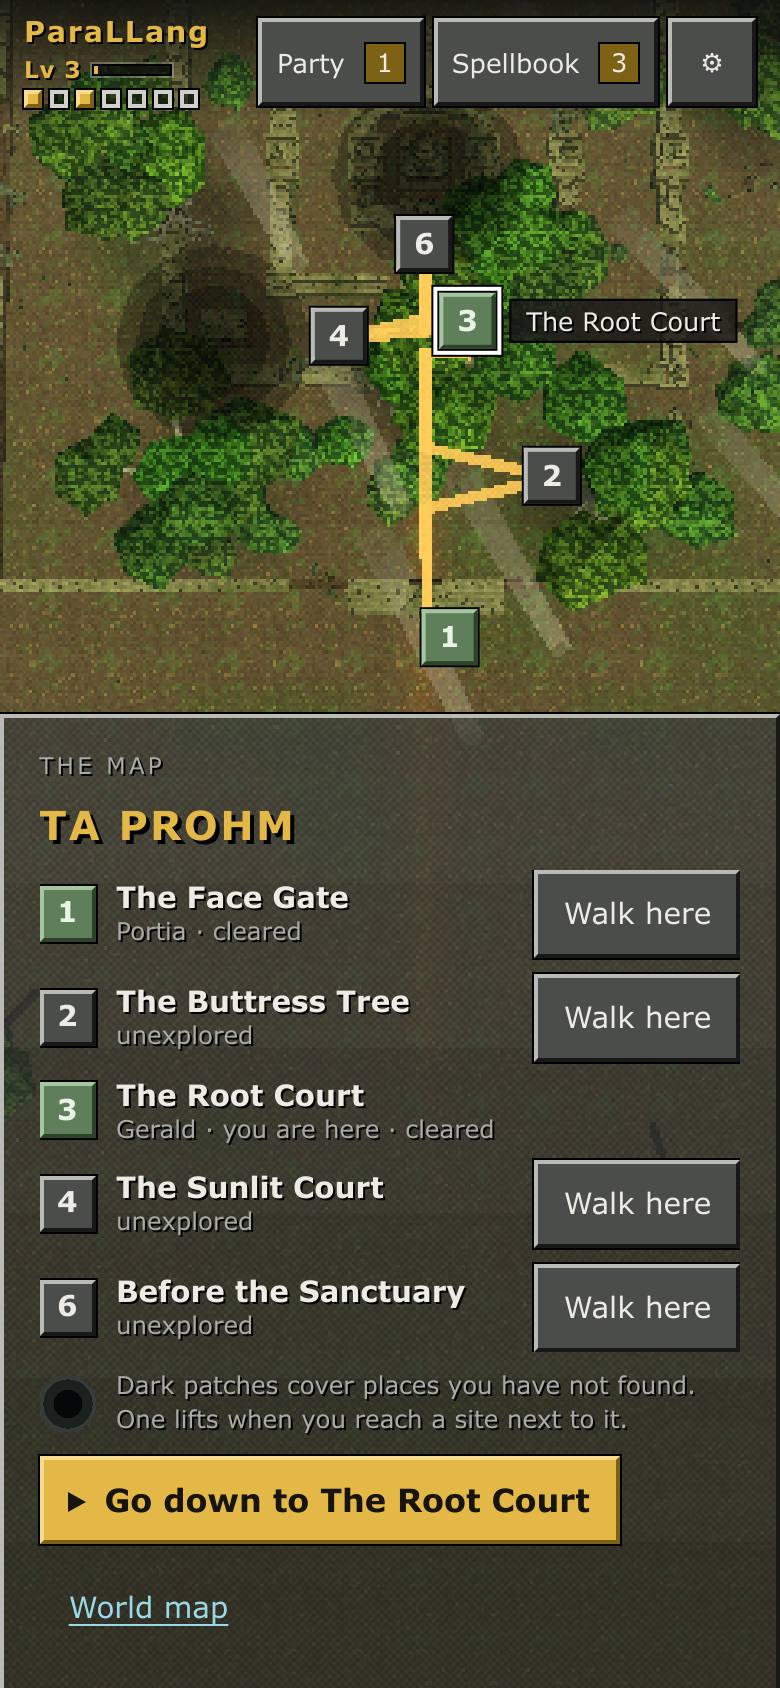 ParaLLang
Lv 3
Party 1
Spellbook 3
⚙
6
4
3
The Root Court
2
1
THE MAP
TA PROHM
1
The Face Gate
Portia · cleared
Walk here
2
The Buttress Tree
unexplored
Walk here
3
The Root Court
Gerald · you are here · cleared
4
The Sunlit Court
unexplored
Walk here
6
Before the Sanctuary
unexplored
Walk here
Dark patches cover places you have not found.
One lifts when you reach a site next to it.
▶ Go down to The Root Court
World map